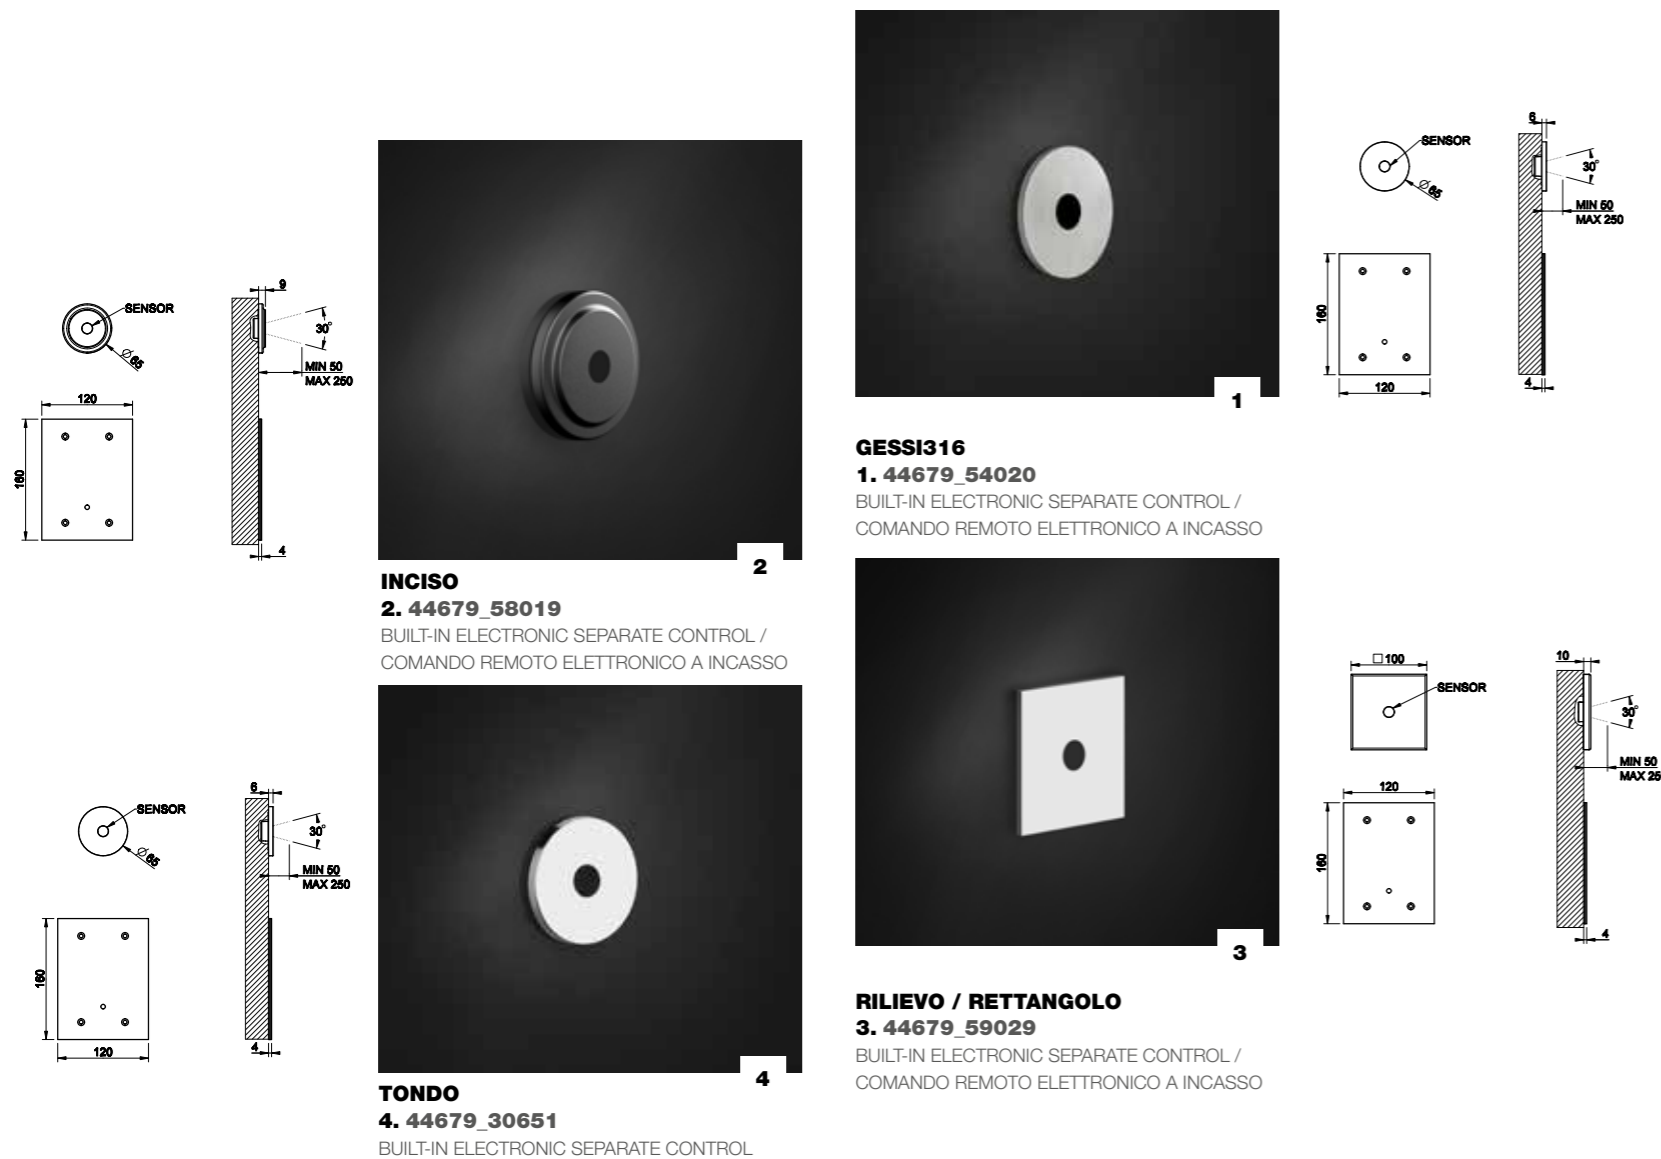 SENSOR
Ø 65
120
160
9
30°
MIN 50
MAX 250
4
2
INCISO
2. 44679_58019
BUILT-IN ELECTRONIC SEPARATE CONTROL /
COMANDO REMOTO ELETTRONICO A INCASSO
1
GESSI316
1. 44679_54020
BUILT-IN ELECTRONIC SEPARATE CONTROL /
COMANDO REMOTO ELETTRONICO A INCASSO
SENSOR
Ø 65
160
120
6
30°
MIN 50
MAX 250
4
SENSOR
Ø 65
160
120
6
30°
MIN 50
MAX 250
4
4
TONDO
4. 44679_30651
BUILT-IN ELECTRONIC SEPARATE CONTROL
3
RILIEVO / RETTANGOLO
3. 44679_59029
BUILT-IN ELECTRONIC SEPARATE CONTROL /
COMANDO REMOTO ELETTRONICO A INCASSO
□100
SENSOR
120
160
10
30°
MIN 50
MAX 25
4